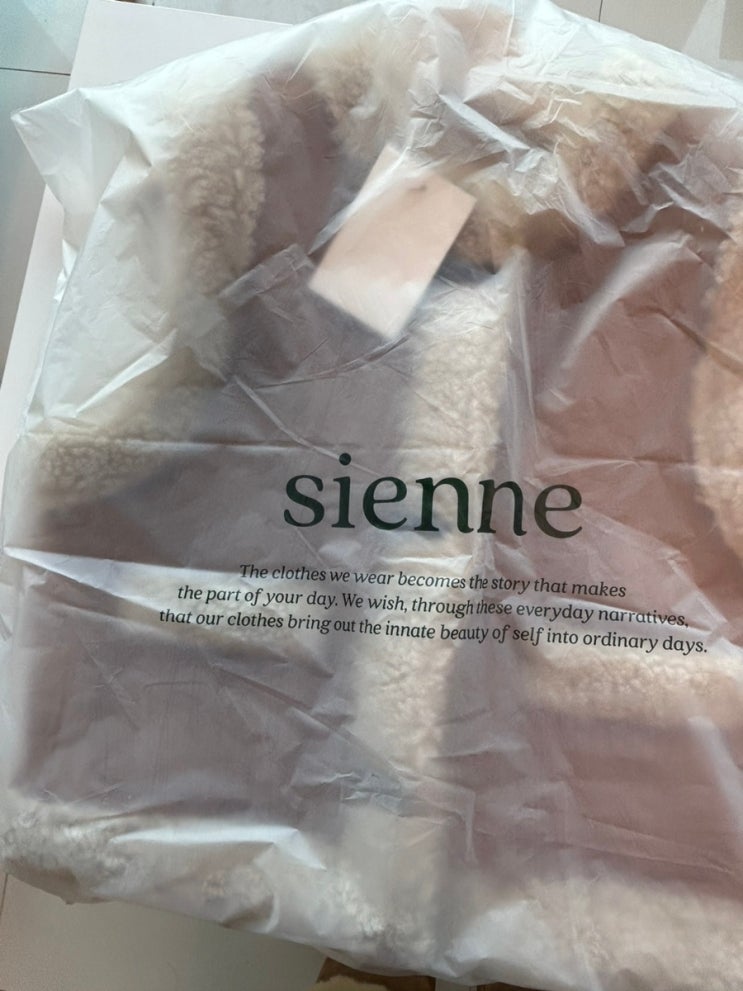 sienne
The clothes we wear becomes the story that makes
the part of your day. We wish, through these everyday narratives,
that our clothes bring out the innate beauty of self into ordinary days.